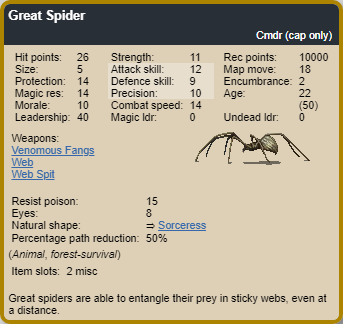 Great Spider
Cmdr (cap only)
Hit points: 26 Strength: 11 Rec points: 10000
Size: 5 Attack skill: 12 Map move: 18
Protection: 14 Defence skill: 9 Encumbrance: 2
Magic res: 14 Precision: 10 Age: 22
Morale: 10 Combat speed: 14 (50)
Leadership: 40 Magic ldr: 0 Undead ldr: 0
Weapons:
Venomous Fangs
Web
Web Spit
Resist poison: 15
Eyes: 8
Natural shape: ⇒ Sorceress
Percentage path reduction: 50%
(Animal, forest-survival)
Item slots: 2 misc
Great spiders are able to entangle their prey in sticky webs, even at
a distance.